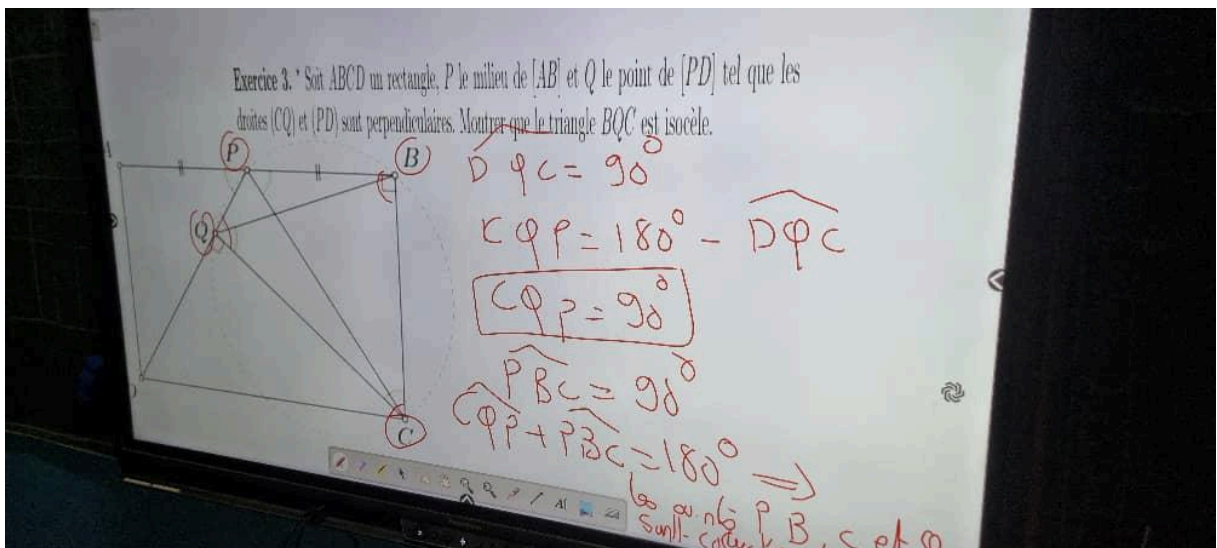 Exercice 3. * Soit ABCD un rectangle, P le milieu de [AB] et Q le point de [PD] tel que les
droites (CQ) et (PD) sont perpendiculaires. Montrer que le triangle BQC est isocèle.
P
B
Q
C
DQC = 90°
CQP = 180° - DQC
CQP = 90°
PBC = 90°
CQP + PBC = 180° ⟹
P, B, C et Q
sont
AI